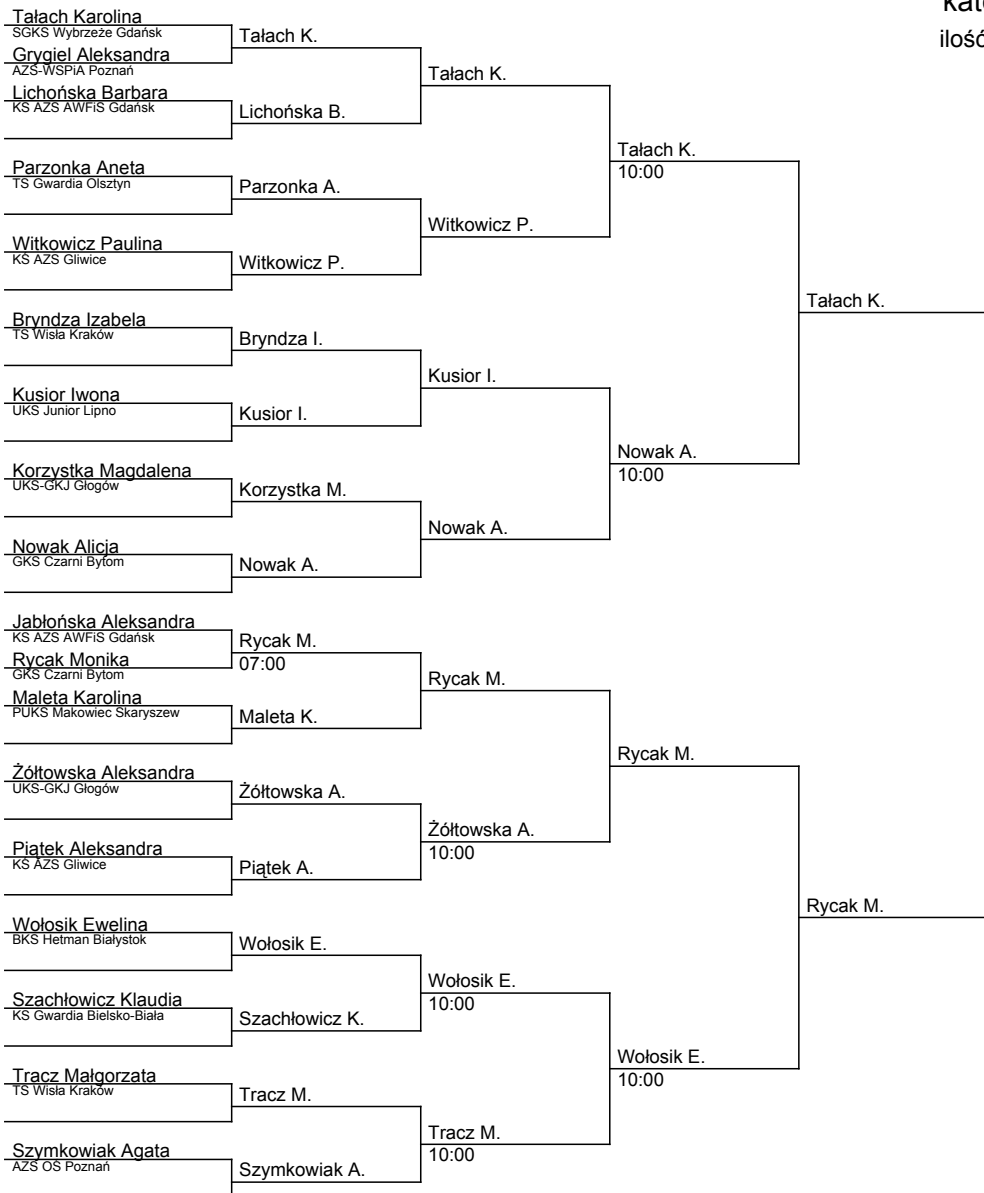 kate
ilość
Tałach Karolina
SGKS Wybrzeże Gdańsk
Grygiel Aleksandra
AZS-WSPiA Poznań
Lichońska Barbara
KS AZS AWFiS Gdańsk
Parzonka Aneta
TS Gwardia Olsztyn
Witkowicz Paulina
KS AZS Gliwice
Bryndza Izabela
TS Wisła Kraków
Kusior Iwona
UKS Junior Lipno
Korzystka Magdalena
UKS-GKJ Głogów
Nowak Alicja
GKS Czarni Bytom
Jabłońska Aleksandra
KS AZS AWFiS Gdańsk
Rycak Monika
GKS Czarni Bytom
Maleta Karolina
PUKS Makowiec Skaryszew
Żółtowska Aleksandra
UKS-GKJ Głogów
Piątek Aleksandra
KS AZS Gliwice
Wołosik Ewelina
BKS Hetman Białystok
Szachłowicz Klaudia
KS Gwardia Bielsko-Biała
Tracz Małgorzata
TS Wisła Kraków
Szymkowiak Agata
AZS OŚ Poznań
Tałach K.
Lichońska B.
Parzonka A.
Witkowicz P.
Bryndza I.
Kusior I.
Korzystka M.
Nowak A.
Rycak M.
07:00
Maleta K.
Żółtowska A.
Piątek A.
Wołosik E.
Szachłowicz K.
Tracz M.
Szymkowiak A.
Tałach K.
Witkowicz P.
Kusior I.
Nowak A.
Rycak M.
Żółtowska A.
10:00
Wołosik E.
10:00
Tracz M.
10:00
Tałach K.
10:00
Nowak A.
10:00
Rycak M.
Wołosik E.
10:00
Tałach K.
Rycak M.